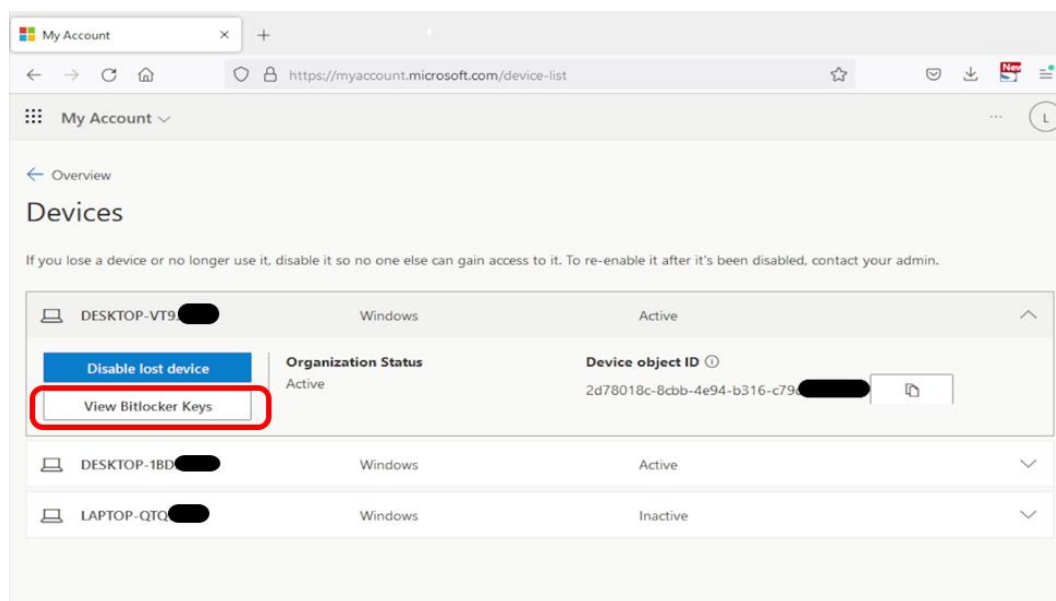 My Account
https://myaccount.microsoft.com/device-list
New
My Account
L
Overview
Devices
If you lose a device or no longer use it, disable it so no one else can gain access to it. To re-enable it after it's been disabled, contact your admin.
DESKTOP-VT9 Windows Active
Disable lost device Organization Status Device object ID
Active 2d78018c-8cbb-4e94-b316-c79
View Bitlocker Keys
DESKTOP-1BD Windows Active
LAPTOP-QTQ Windows Inactive